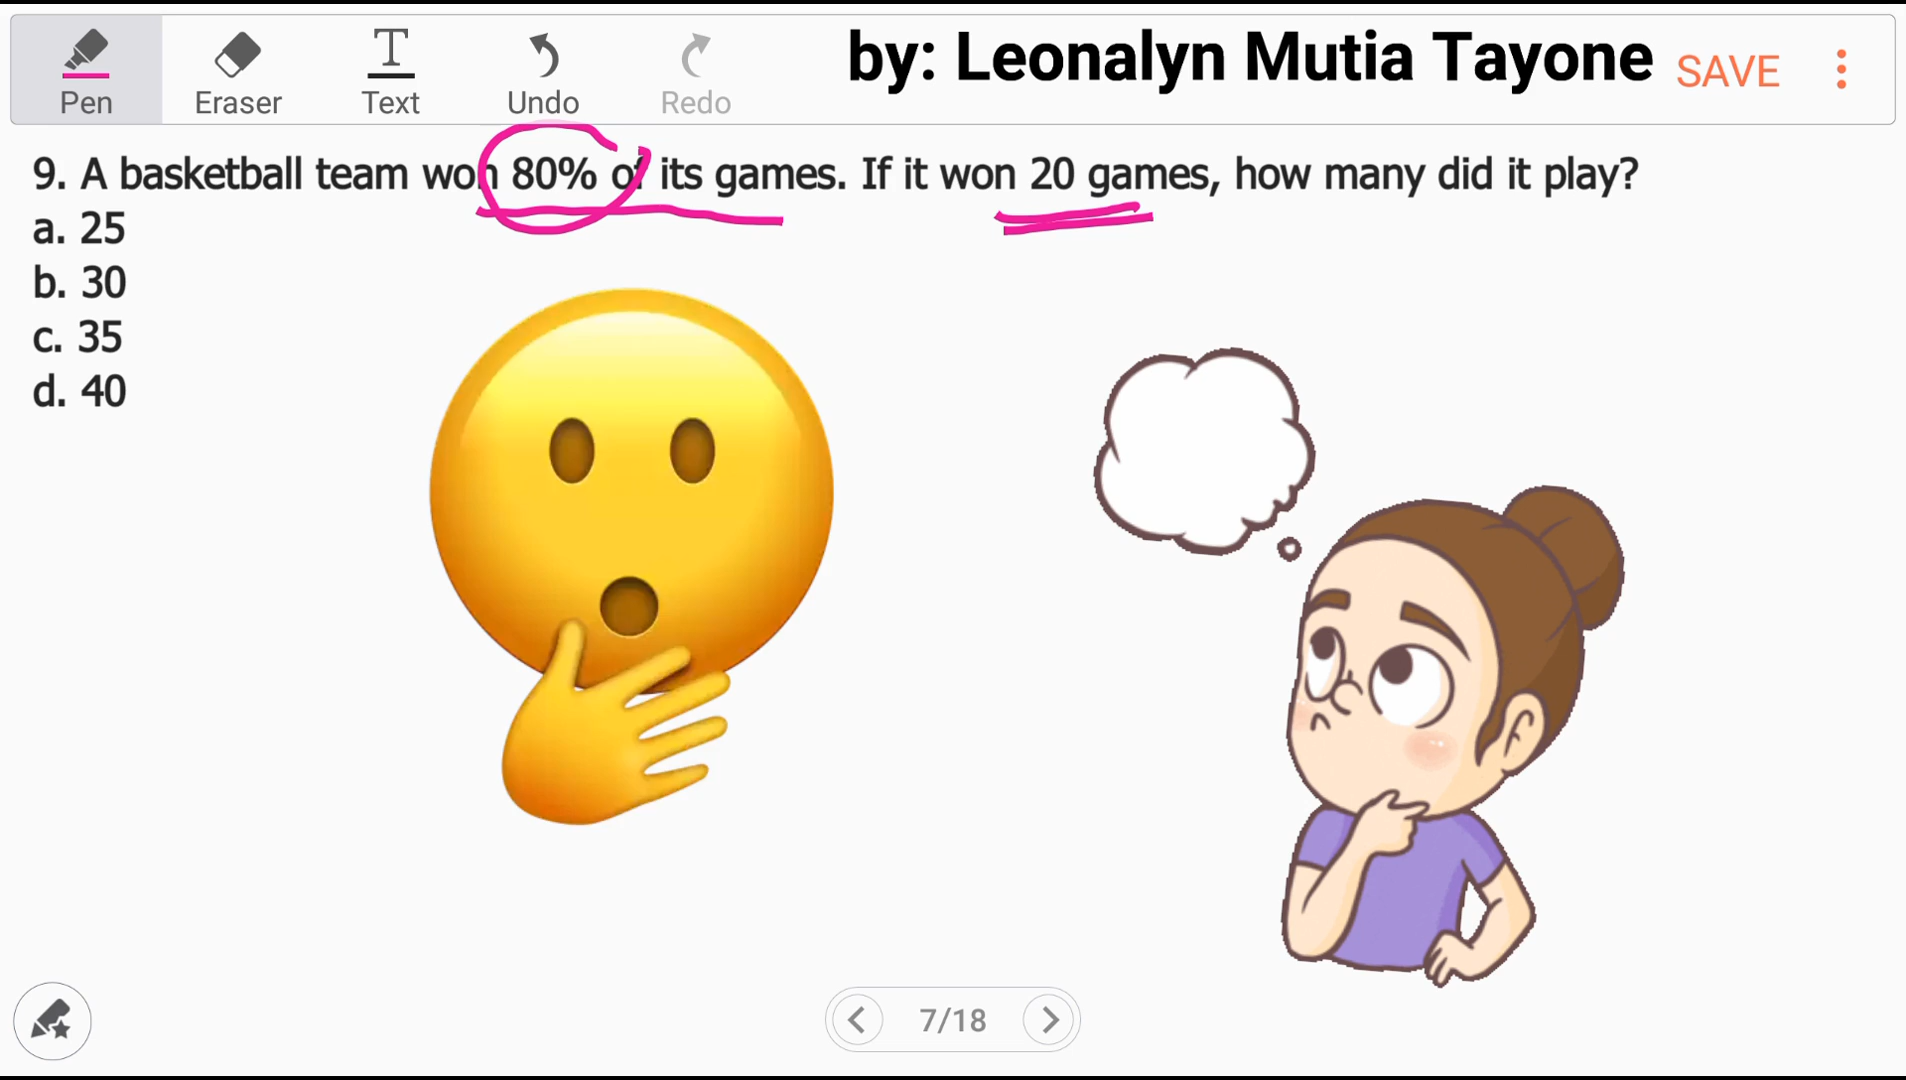 by: Leonalyn Mutia Tayone
SAVE
Pen
Eraser
Text
Undo
Redo
9. A basketball team won 80% of its games. If it won 20 games, how many did it play?
a. 25
b. 30
c. 35
d. 40
7/18